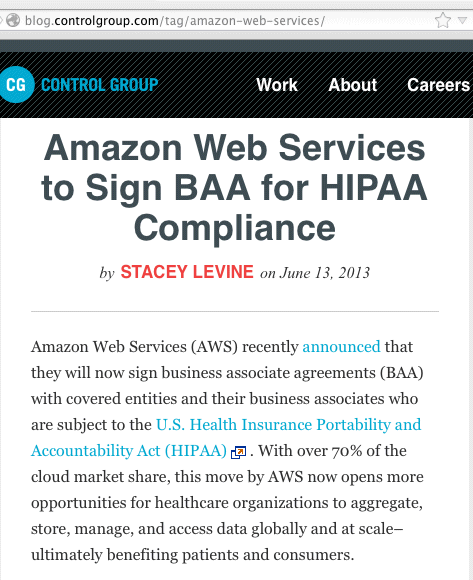 blog.controlgroup.com/tag/amazon-web-services/
CG CONTROL GROUP Work About Careers
Amazon Web Services
to Sign BAA for HIPAA
Compliance
by STACEY LEVINE on June 13, 2013
Amazon Web Services (AWS) recently announced that
they will now sign business associate agreements (BAA)
with covered entities and their business associates who
are subject to the U.S. Health Insurance Portability and
Accountability Act (HIPAA) . With over 70% of the
cloud market share, this move by AWS now opens more
opportunities for healthcare organizations to aggregate,
store, manage, and access data globally and at scale–
ultimately benefiting patients and consumers.